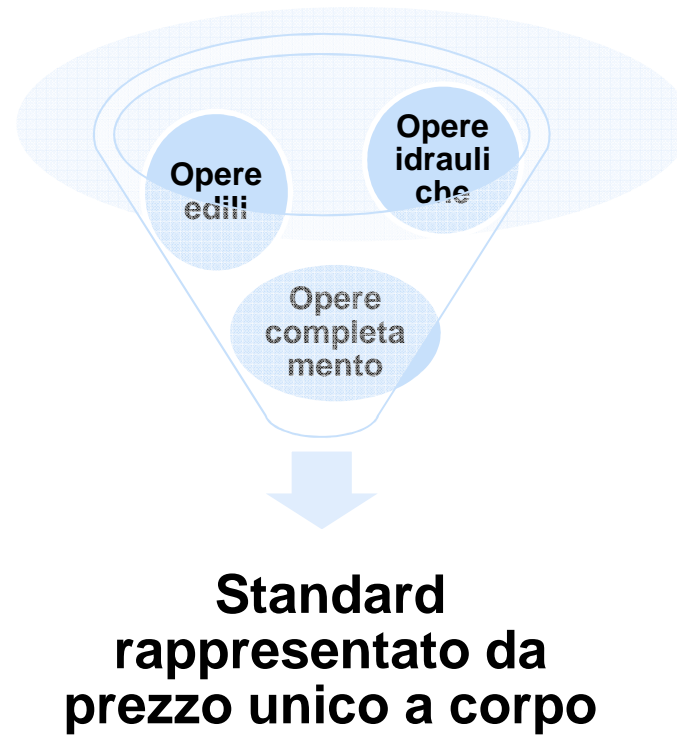 Opere
edili
Opere
idrauli
che
Opere
completa
mento
Standard
rappresentato da
prezzo unico a corpo